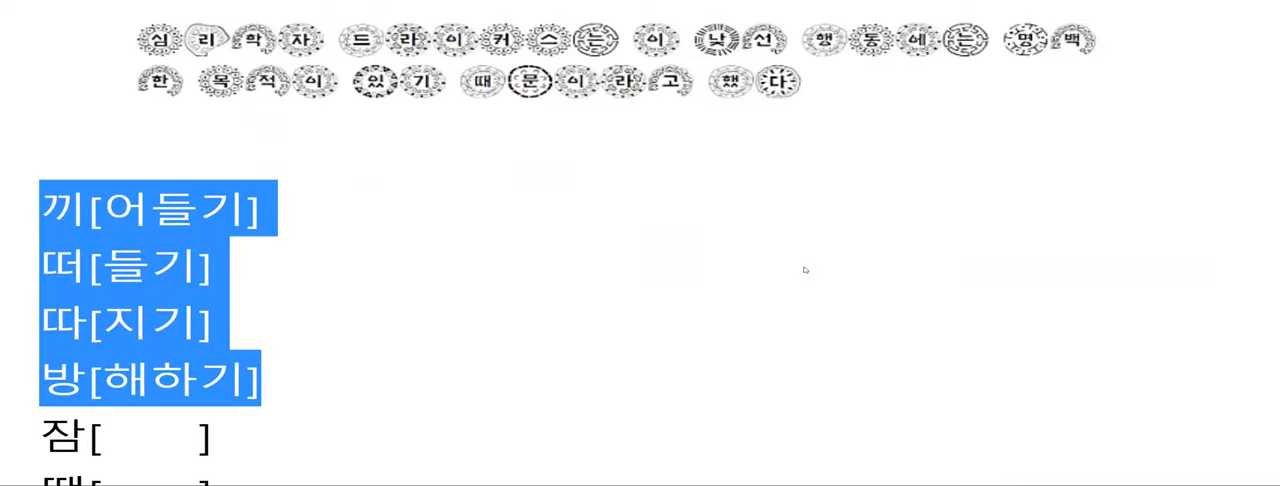 심리학자 드라이커스는 이 낯선 행동에는 명백
한 목적이 있기 때문이라고 했다
끼[어들기]
떠[들기]
따[지기]
방[해하기]
잠[ ]